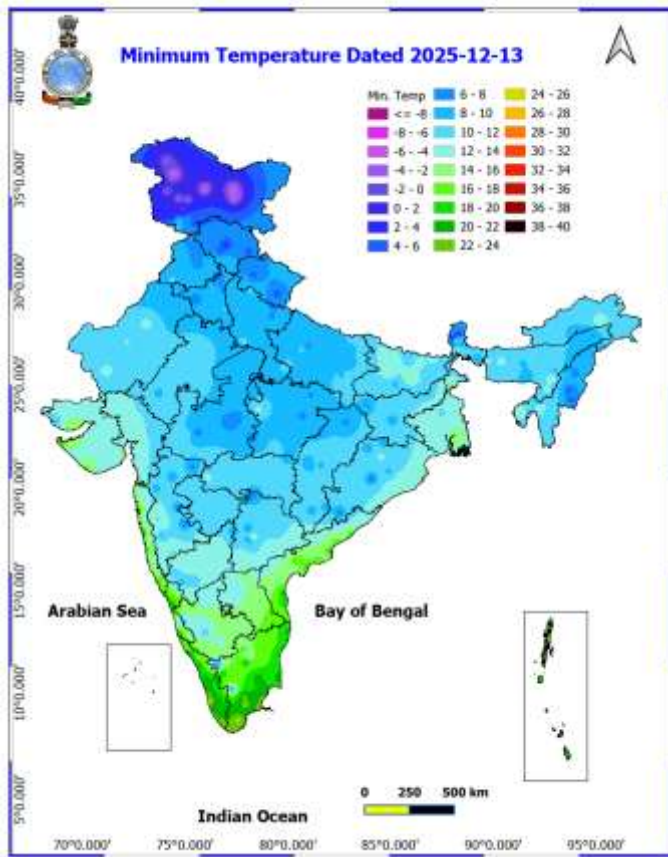 Minimum Temperature Dated 2025-12-13
Min. Temp
<= -8
-8 - -6
-6 - -4
-4 - -2
-2 - 0
0 - 2
2 - 4
4 - 6
6 - 8
8 - 10
10 - 12
12 - 14
14 - 16
16 - 18
18 - 20
20 - 22
22 - 24
24 - 26
26 - 28
28 - 30
30 - 32
32 - 34
34 - 36
36 - 38
38 - 40
40°0.000'
35°0.000'
30°0.000'
25°0.000'
20°0.000'
15°0.000'
10°0.000'
5°0.000'
Arabian Sea
Bay of Bengal
0 250 500 km
Indian Ocean
70°0.000' 75°0.000' 80°0.000' 85°0.000' 90°0.000' 95°0.000'